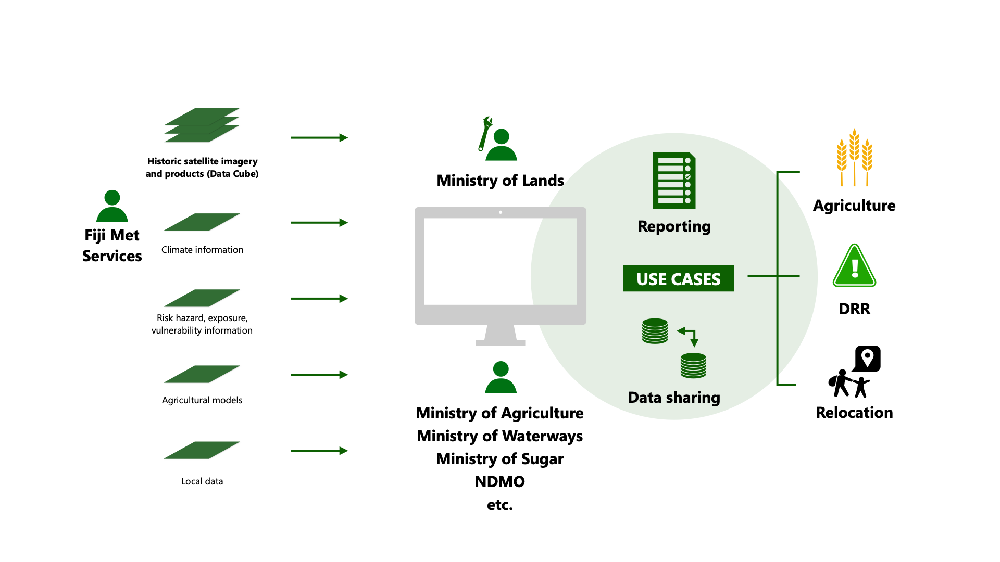 Historic satellite imagery
and products (Data Cube)
Fiji Met
Services
Climate information
Risk hazard, exposure,
vulnerability information
Agricultural models
Local data
Ministry of Lands
Ministry of Agriculture
Ministry of Waterways
Ministry of Sugar
NDMO
etc.
Reporting
USE CASES
Data sharing
Agriculture
DRR
Relocation